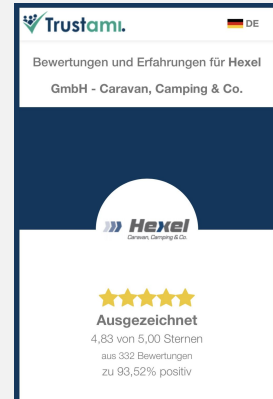 Trustami.
DE
Bewertungen und Erfahrungen für Hexel
GmbH - Caravan, Camping & Co.
Hexel
Caravan, Camping & Co.
Ausgezeichnet
4,83 von 5,00 Sternen
aus 332 Bewertungen
zu 93,52% positiv